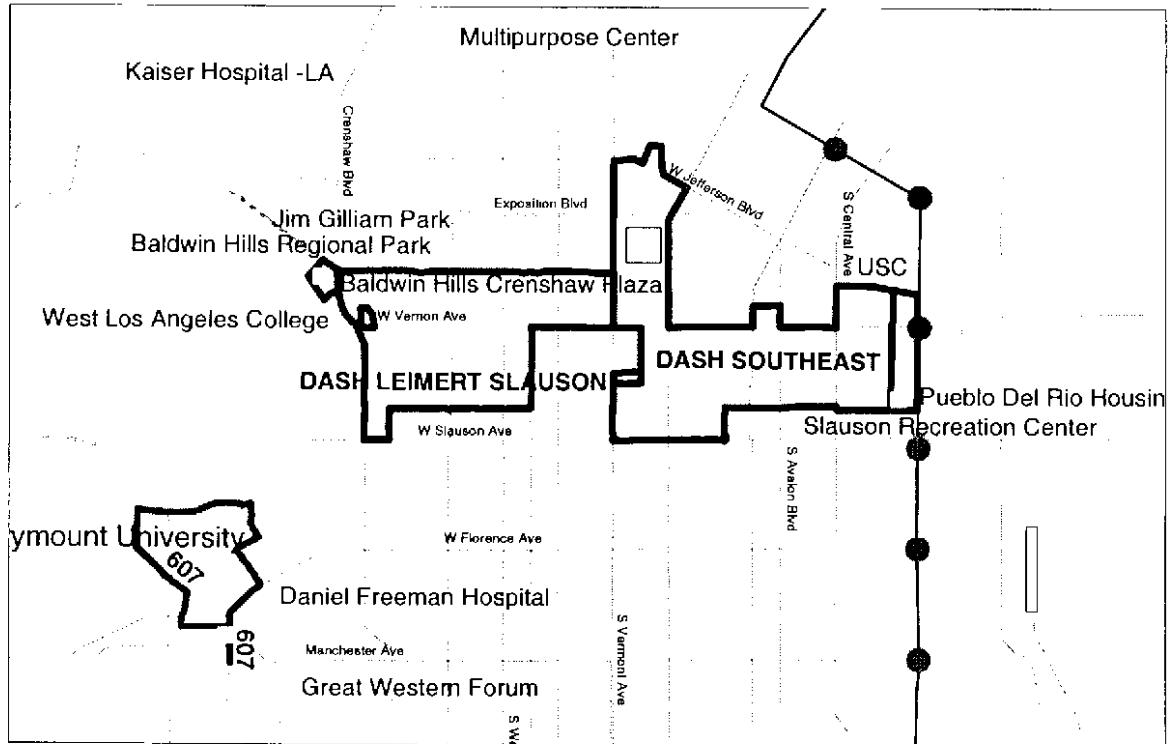 Multipurpose Center
Kaiser Hospital -LA
Crenshaw Blvd
W Jefferson Blvd
Exposition Blvd
S Central Ave
Jim Gilliam Park
Baldwin Hills Regional Park
USC
Baldwin Hills Crenshaw Plaza
West Los Angeles College
W Vernon Ave
DASH SOUTHEAST
DASH LEIMERT SLAUSON
Pueblo Del Rio Housin
Slauson Recreation Center
W Slauson Ave
S Avalon Blvd
ymount University
W Florence Ave
607
Daniel Freeman Hospital
S Vermont Ave
607
Manchester Ave
Great Western Forum